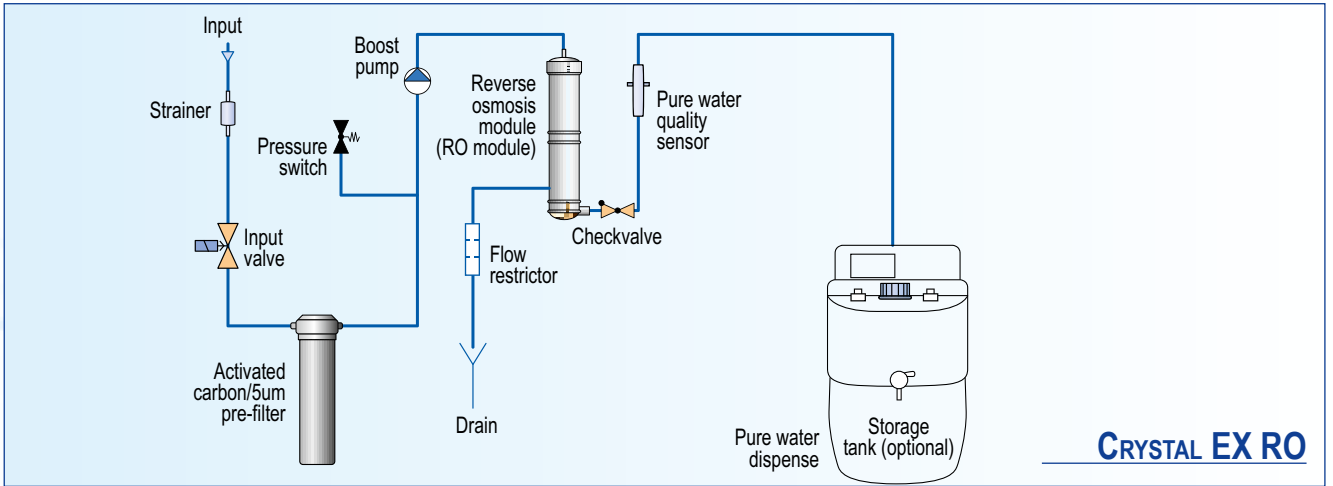 Input
Strainer
Input
valve
Activated
carbon/5um
pre-filter
Pressure
switch
Boost
pump
Reverse
osmosis
module
(RO module)
Flow
restrictor
Drain
Checkvalve
Pure water
quality
sensor
Pure water
dispense
Storage
tank (optional)
CRYSTAL EX RO